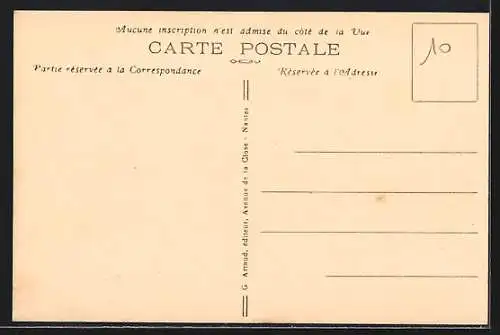 Aucune inscription n'est admise du côté de la Vue
CARTE POSTALE
Partie réservée a la Correspondance
Réservée a l'Adresse
10
G. Arnaud, éditeur, Avenue de la Close - Nantes